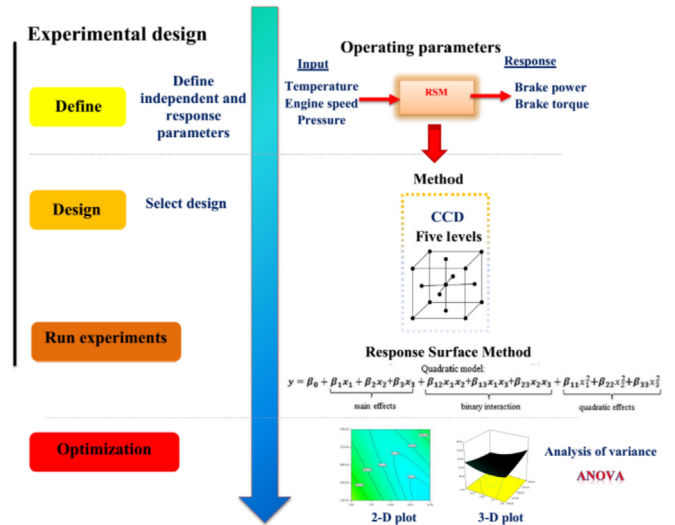 Experimental design
Operating parameters
Define
Define
independent and
response
parameters
Input
Temperature
Engine speed
Pressure
RSM
Response
Brake power
Brake torque
Design
Select design
Method
CCD
Five levels
Run experiments
Response Surface Method
Quadratic model:
y = β₀ + β₁x₁ + β₂x₂+β₃x₃ + β₁₂x₁x₂+β₁₃x₁x₃+β₂₃x₂x₃ + β₁₁x₁²+β₂₂x₂²+β₃₃x₃²
main effects
binary interaction
quadratic effects
Optimization
2-D plot
3-D plot
Analysis of variance
ANOVA